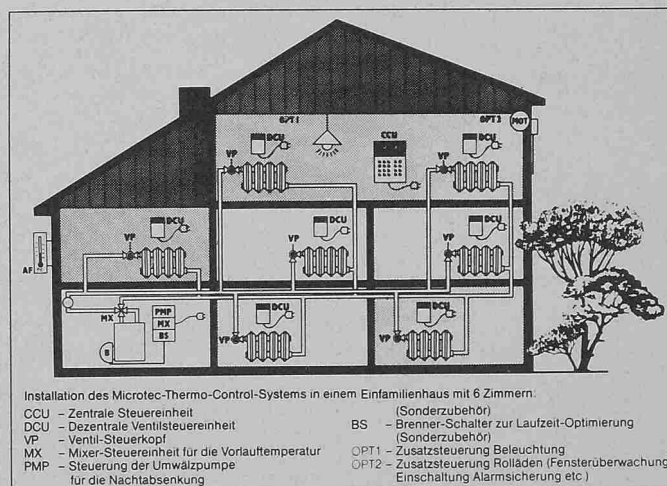 OPT1
OPT2
MOT
DCU
CCU
DCU
VP
VP
DCU
DCU
DCU
VP
VP
VP
AF
MX
PMP
MX
BS
B
DCU
DCU
VP
VP
Installation des Microtec-Thermo-Control-Systems in einem Einfamilienhaus mit 6 Zimmern:
CCU – Zentrale Steuereinheit
DCU – Dezentrale Ventilsteuereinheit
VP – Ventil-Steuerkopf
MX – Mixer-Steuereinheit für die Vorlauftemperatur
PMP – Steuerung der Umwälzpumpe
für die Nachtabsenkung
(Sonderzubehör)
BS – Brenner-Schalter zur Laufzeit-Optimierung
(Sonderzubehör)
OPT1 – Zusatzsteuerung Beleuchtung
OPT2 – Zusatzsteuerung Rolläden (Fensterüberwachung
Einschaltung Alarmsicherung etc )